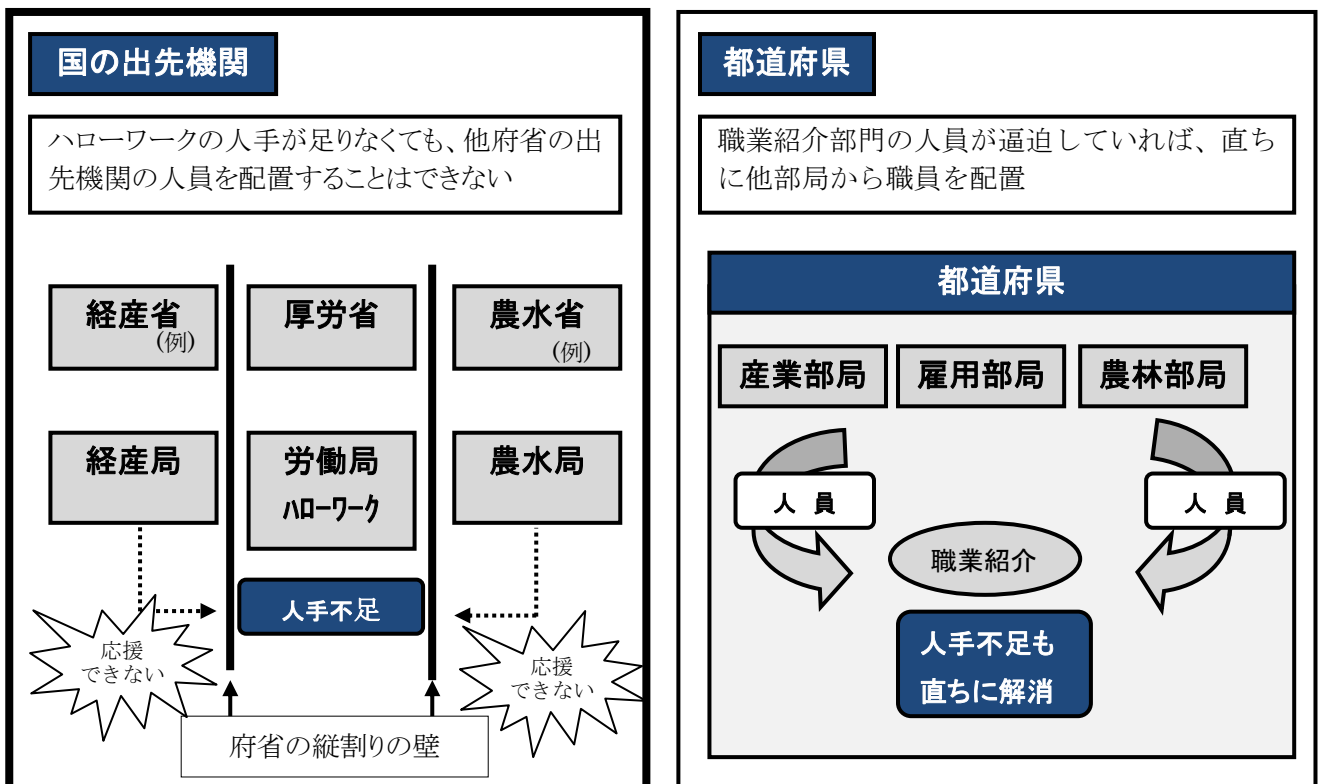 国の出先機関
ハローワークの人手が足りなくても、他府省の出
先機関の人員を配置することはできない
経産省
(例)
厚労省
農水省
(例)
経産局
労働局
ﾊﾛｰﾜｰｸ
農水局
人手不足
応援
できない
応援
できない
府省の縦割りの壁
都道府県
職業紹介部門の人員が逼迫していれば、直ち
に他部局から職員を配置
都道府県
産業部局
雇用部局
農林部局
人 員
人 員
職業紹介
人手不足も
直ちに解消